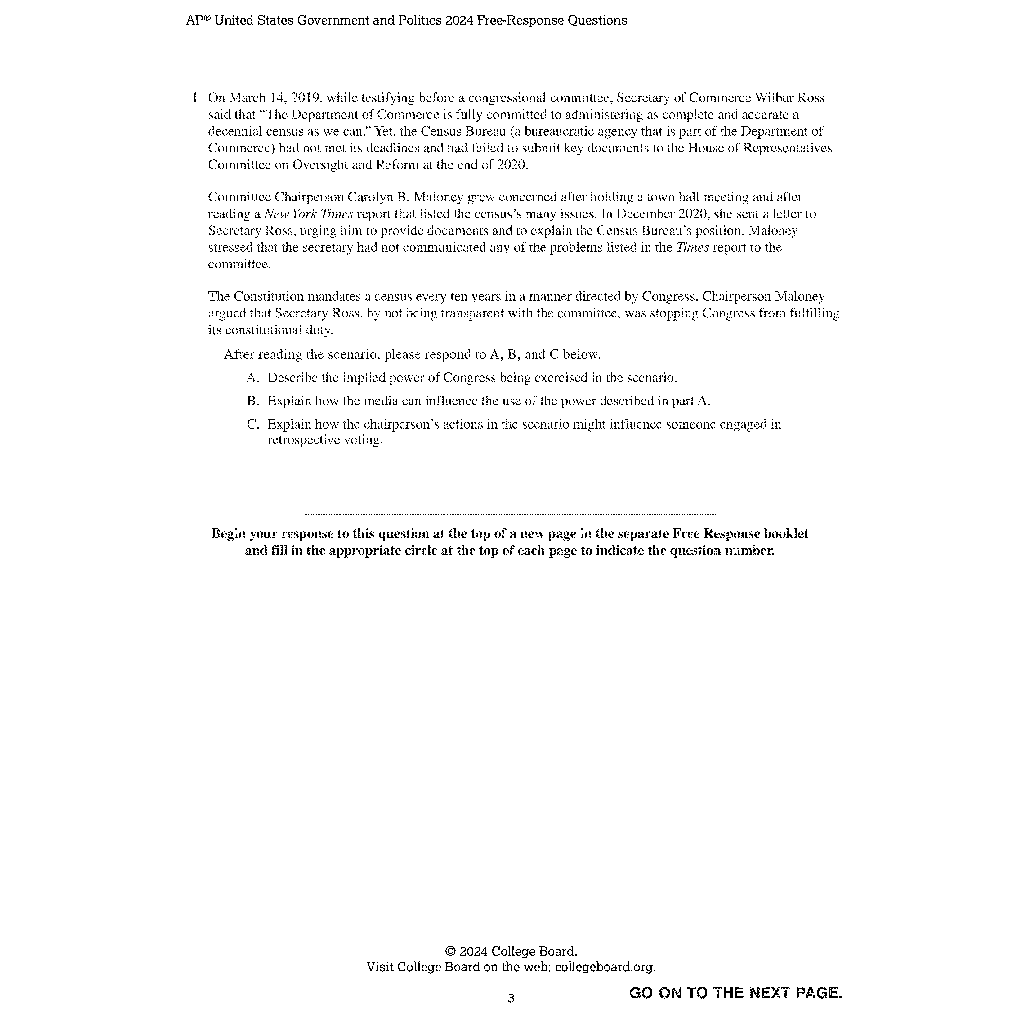 AP® United States Government and Politics 2024 Free-Response Questions
1 On March 14, 2019, while testifying before a congressional committee, Secretary of Commerce Wilbur Ross
said that “The Department of Commerce is fully committed to administering as complete and accurate a
decennial census as we can.” Yet, the Census Bureau (a bureaucratic agency that is part of the Department of
Commerce) had not met its deadlines and had failed to submit key documents to the House of Representatives
Committee on Oversight and Reform at the end of 2020.
Committee Chairperson Carolyn B. Maloney grew concerned after holding a town hall meeting and after
reading a New York Times report that listed the census’s many issues. In December 2020, she sent a letter to
Secretary Ross, urging him to provide documents and to explain the Census Bureau’s position. Maloney
stressed that the secretary had not communicated any of the problems listed in the Times report to the
committee.
The Constitution mandates a census every ten years in a manner directed by Congress. Chairperson Maloney
argued that Secretary Ross, by not being transparent with the committee, was stopping Congress from fulfilling
its constitutional duty.
After reading the scenario, please respond to A, B, and C below.
A. Describe the implied power of Congress being exercised in the scenario.
B. Explain how the media can influence the use of the power described in part A.
C. Explain how the chairperson’s actions in the scenario might influence someone engaged in
retrospective voting.
Begin your response to this question at the top of a new page in the separate Free Response booklet
and fill in the appropriate circle at the top of each page to indicate the question number.
© 2024 College Board.
Visit College Board on the web: collegeboard.org.
3
GO ON TO THE NEXT PAGE.